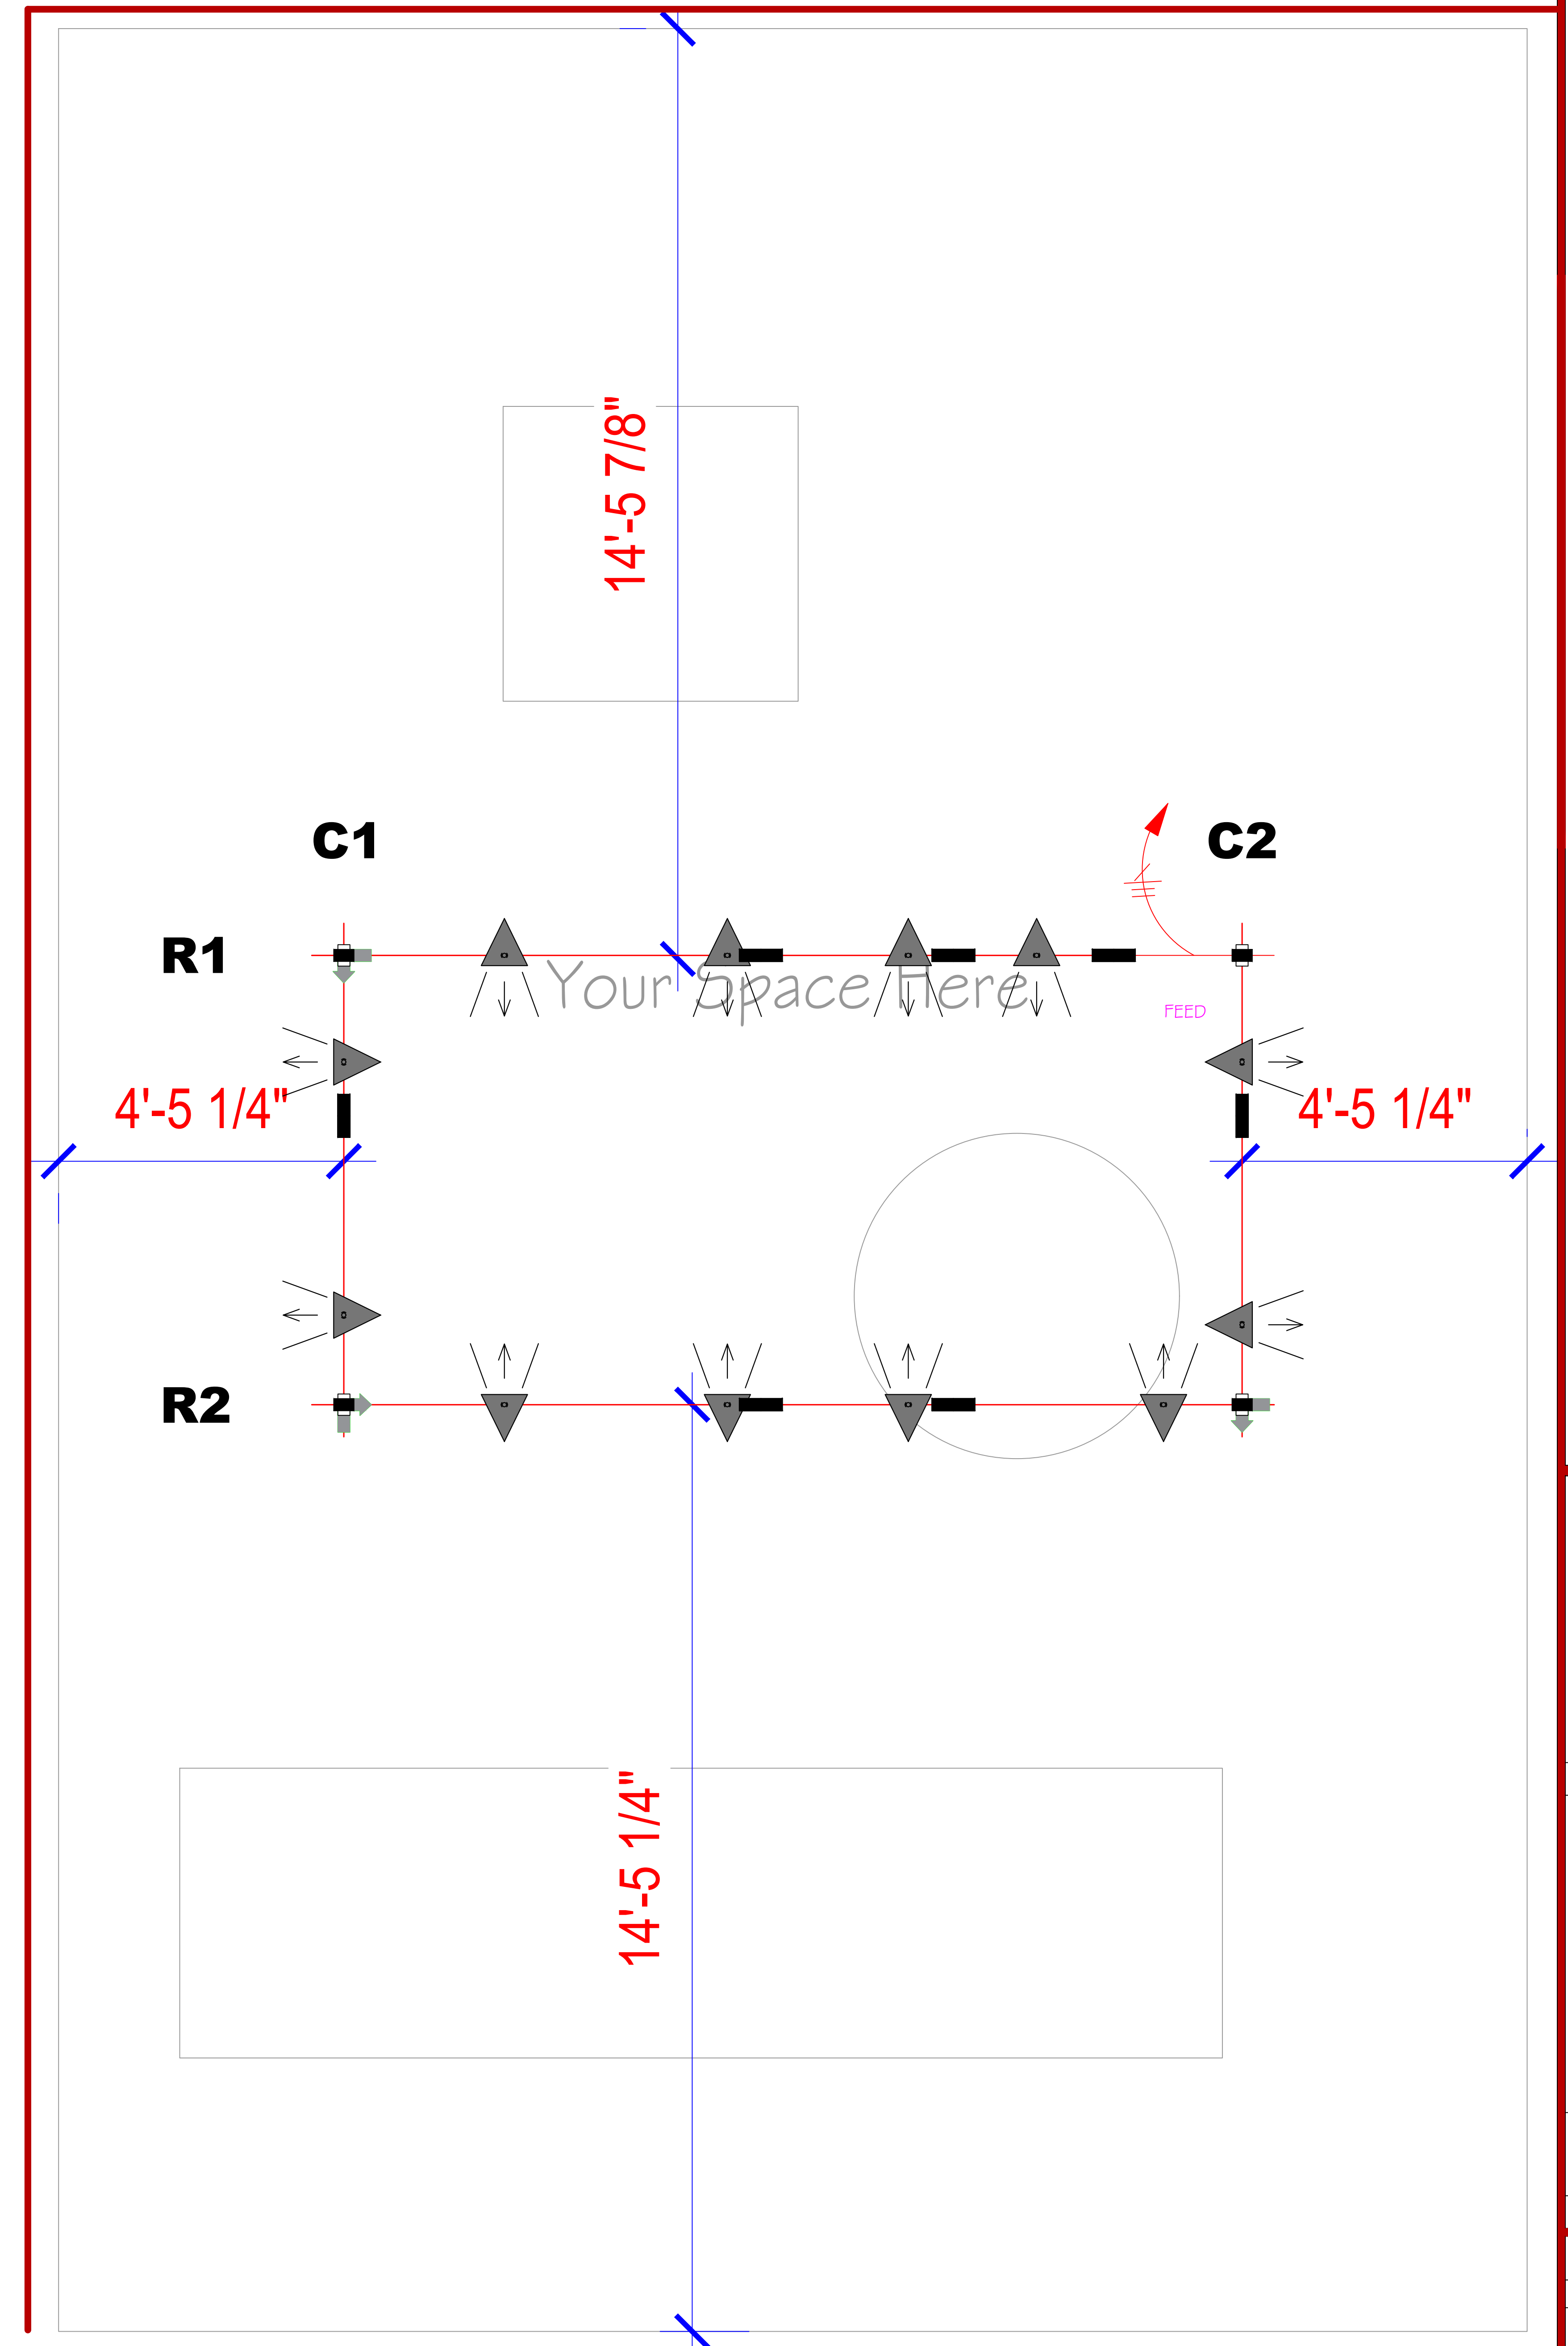 14'-5 7/8"
C1 C2
R1
Your Space Here
FEED
4'-5 1/4" 4'-5 1/4"
R2
14'-5 1/4"